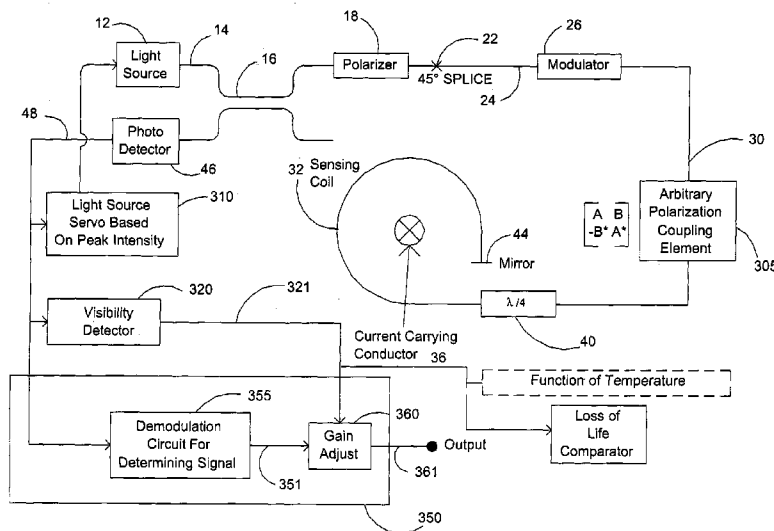 12
14
18
22
26
Light
Source
16
Polarizer
Modulator
45° SPLICE
24
48
Photo
Detector
46
30
32
Sensing
Coil
310
Light Source
Servo Based
On Peak Intensity
A B
-B* A*
Arbitrary
Polarization
Coupling
Element
305
44
Mirror
320
321
Visibility
Detector
λ/4
40
Current Carrying
Conductor
36
Function of Temperature
355
360
Demodulation
Circuit For
Determining Signal
Gain
Adjust
Output
Loss of
Life
Comparator
351
361
350